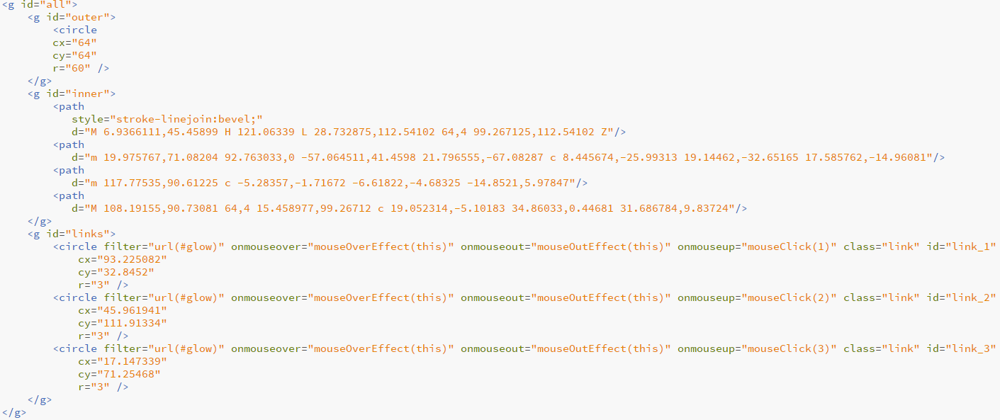 <g id="all">
    <g id="outer">
        <circle
        cx="64"
        cy="64"
        r="60" />
    </g>
    <g id="inner">
        <path
           style="stroke-linejoin:bevel;"
           d="M 6.9366111,45.45899 H 121.06339 L 28.732875,112.54102 64,4 99.267125,112.54102 Z"/>
        <path
           d="m 19.975767,71.08204 92.763033,0 -57.064511,41.4598 21.796555,-67.08287 c 8.445674,-25.99313 19.14462,-32.65165 17.585762,-14.96081"/>
        <path
           d="m 117.77535,90.61225 c -5.28357,-1.71672 -6.61822,-4.68325 -14.8521,5.97847"/>
        <path
           d="M 108.19155,90.73081 64,4 15.458977,99.26712 c 19.052314,-5.10183 34.86033,0.44681 31.686784,9.83724"/>
    </g>
    <g id="links">
        <circle filter="url(#glow)" onmouseover="mouseOverEffect(this)" onmouseout="mouseOutEffect(this)" onmouseup="mouseClick(1)" class="link" id="link_1"
            cx="93.225082"
            cy="32.8452"
            r="3" />
        <circle filter="url(#glow)" onmouseover="mouseOverEffect(this)" onmouseout="mouseOutEffect(this)" onmouseup="mouseClick(2)" class="link" id="link_2"
            cx="45.961941"
            cy="111.91334"
            r="3" />
        <circle filter="url(#glow)" onmouseover="mouseOverEffect(this)" onmouseout="mouseOutEffect(this)" onmouseup="mouseClick(3)" class="link" id="link_3"
            cx="17.147339"
            cy="71.25468"
            r="3" />
    </g>
</g>